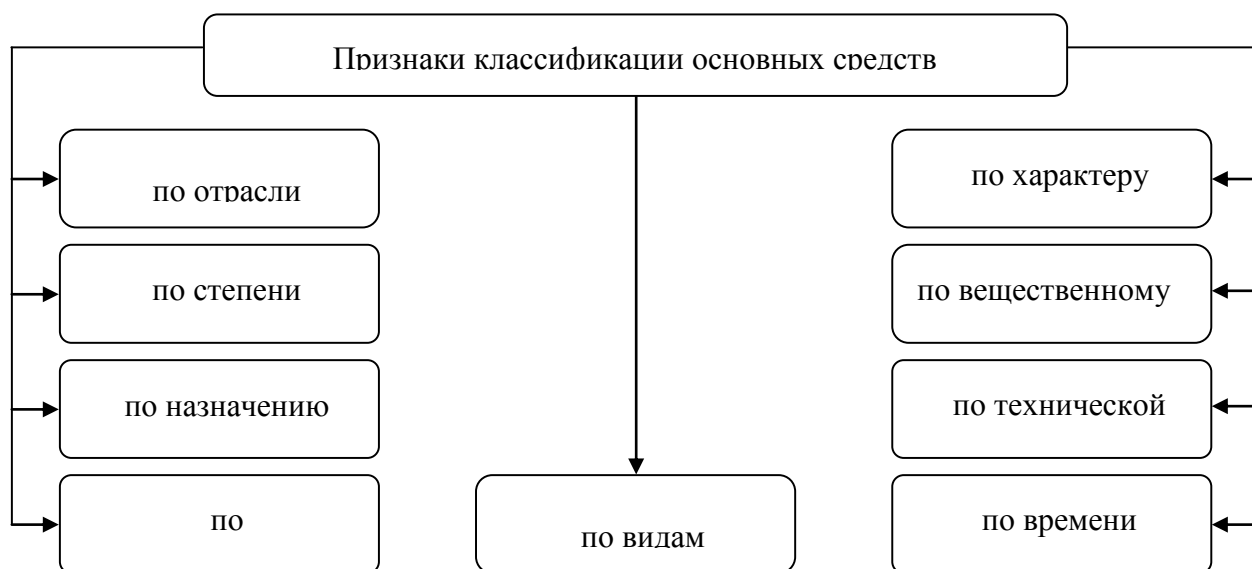 Признаки классификации основных средств
по отрасли
по характеру
по степени
по вещественному
по назначению
по технической
по
по видам
по времени